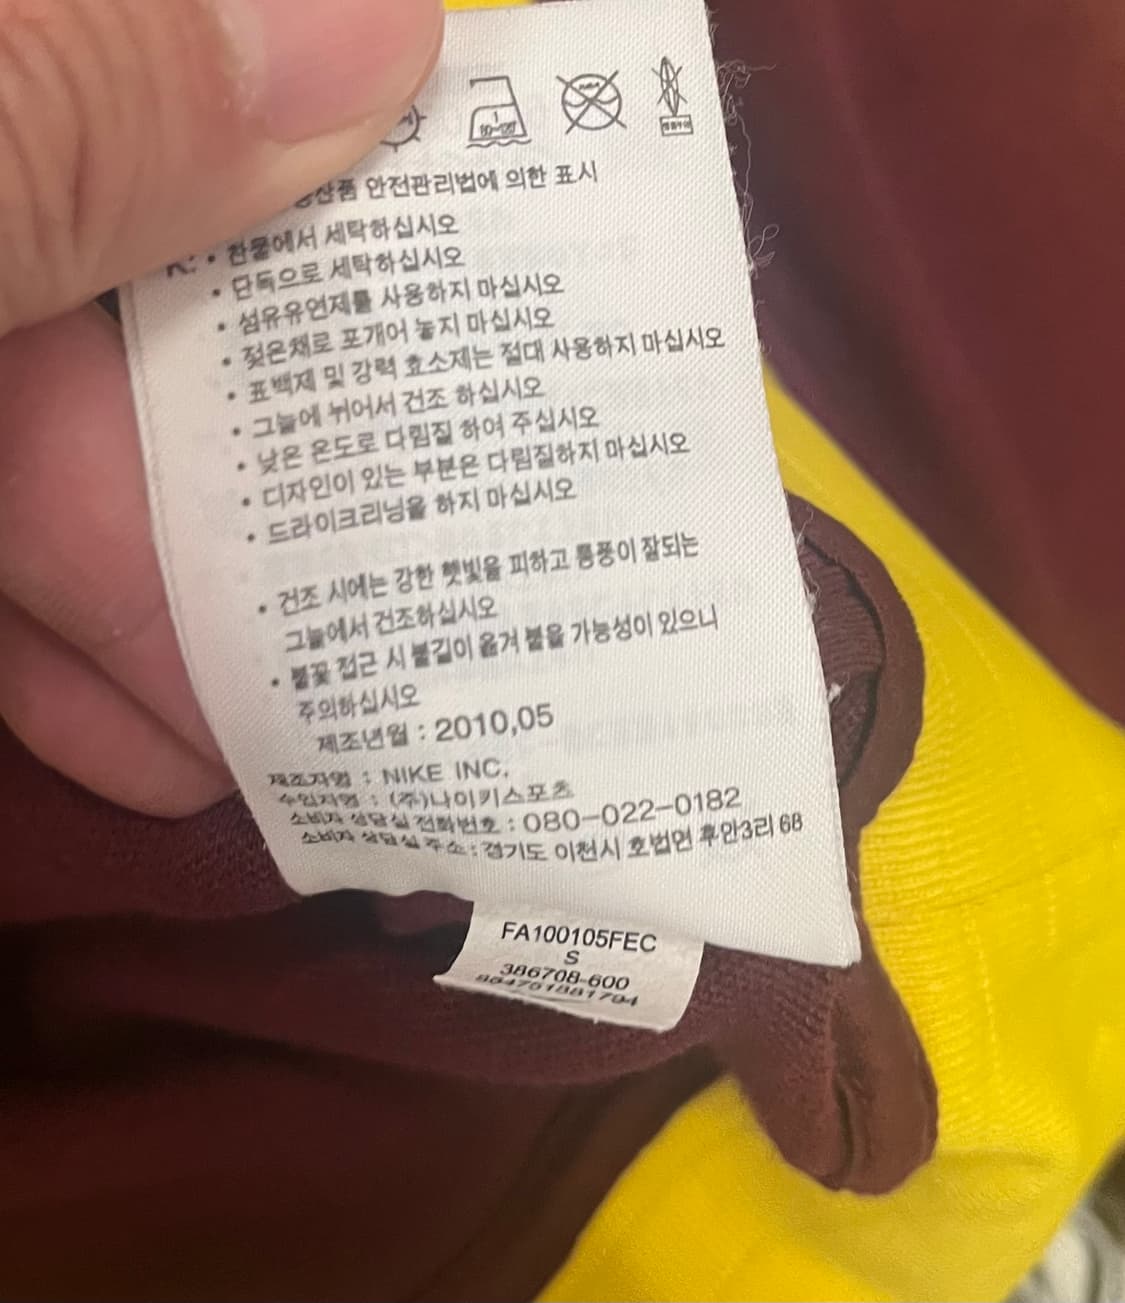 80~120
공산품 안전관리법에 의한 표시
K: • 찬물에서 세탁하십시오
• 단독으로 세탁하십시오
• 섬유유연제를 사용하지 마십시오
• 젖은채로 포개어 놓지 마십시오
• 표백제 및 강력 효소제는 절대 사용하지 마십시오
• 그늘에 뉘어서 건조 하십시오
• 낮은 온도로 다림질 하여 주십시오
• 디자인이 있는 부분은 다림질하지 마십시오
• 드라이크리닝을 하지 마십시오
• 건조 시에는 강한 햇빛을 피하고 통풍이 잘되는
그늘에서 건조하십시오
• 불꽃 접근 시 불길이 옮겨 붙을 가능성이 있으니
주의하십시오
제조년월 : 2010,05
제조자명 : NIKE INC.
수입자명 : (주)나이키스포츠
소비자 상담실 전화번호 : 080-022-0182
소비자 상담실 주소 : 경기도 이천시 호법면 후안3리 68
FA100105FEC
S
386708-600